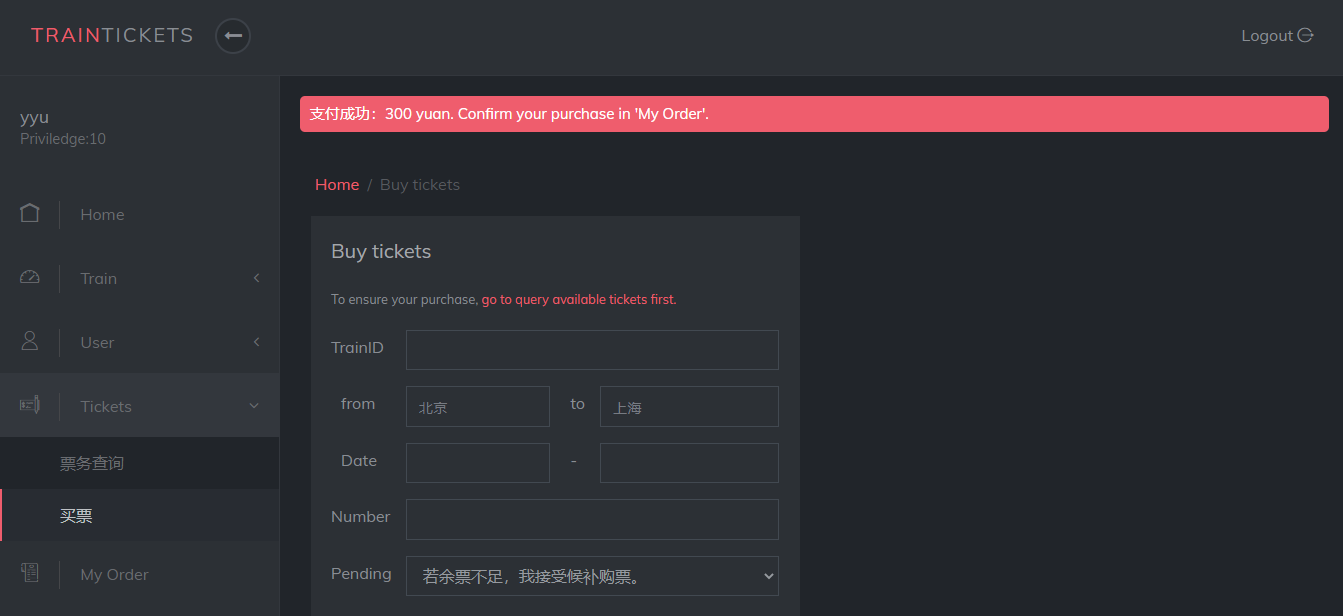 TRAINTICKETS
Logout
yyu
Priviledge:10
Home
Train
User
Tickets
票务查询
买票
My Order
支付成功：300 yuan. Confirm your purchase in 'My Order'.
Home / Buy tickets
Buy tickets
To ensure your purchase, go to query available tickets first.
TrainID
from 北京 to 上海
Date -
Number
Pending 若余票不足，我接受候补购票。